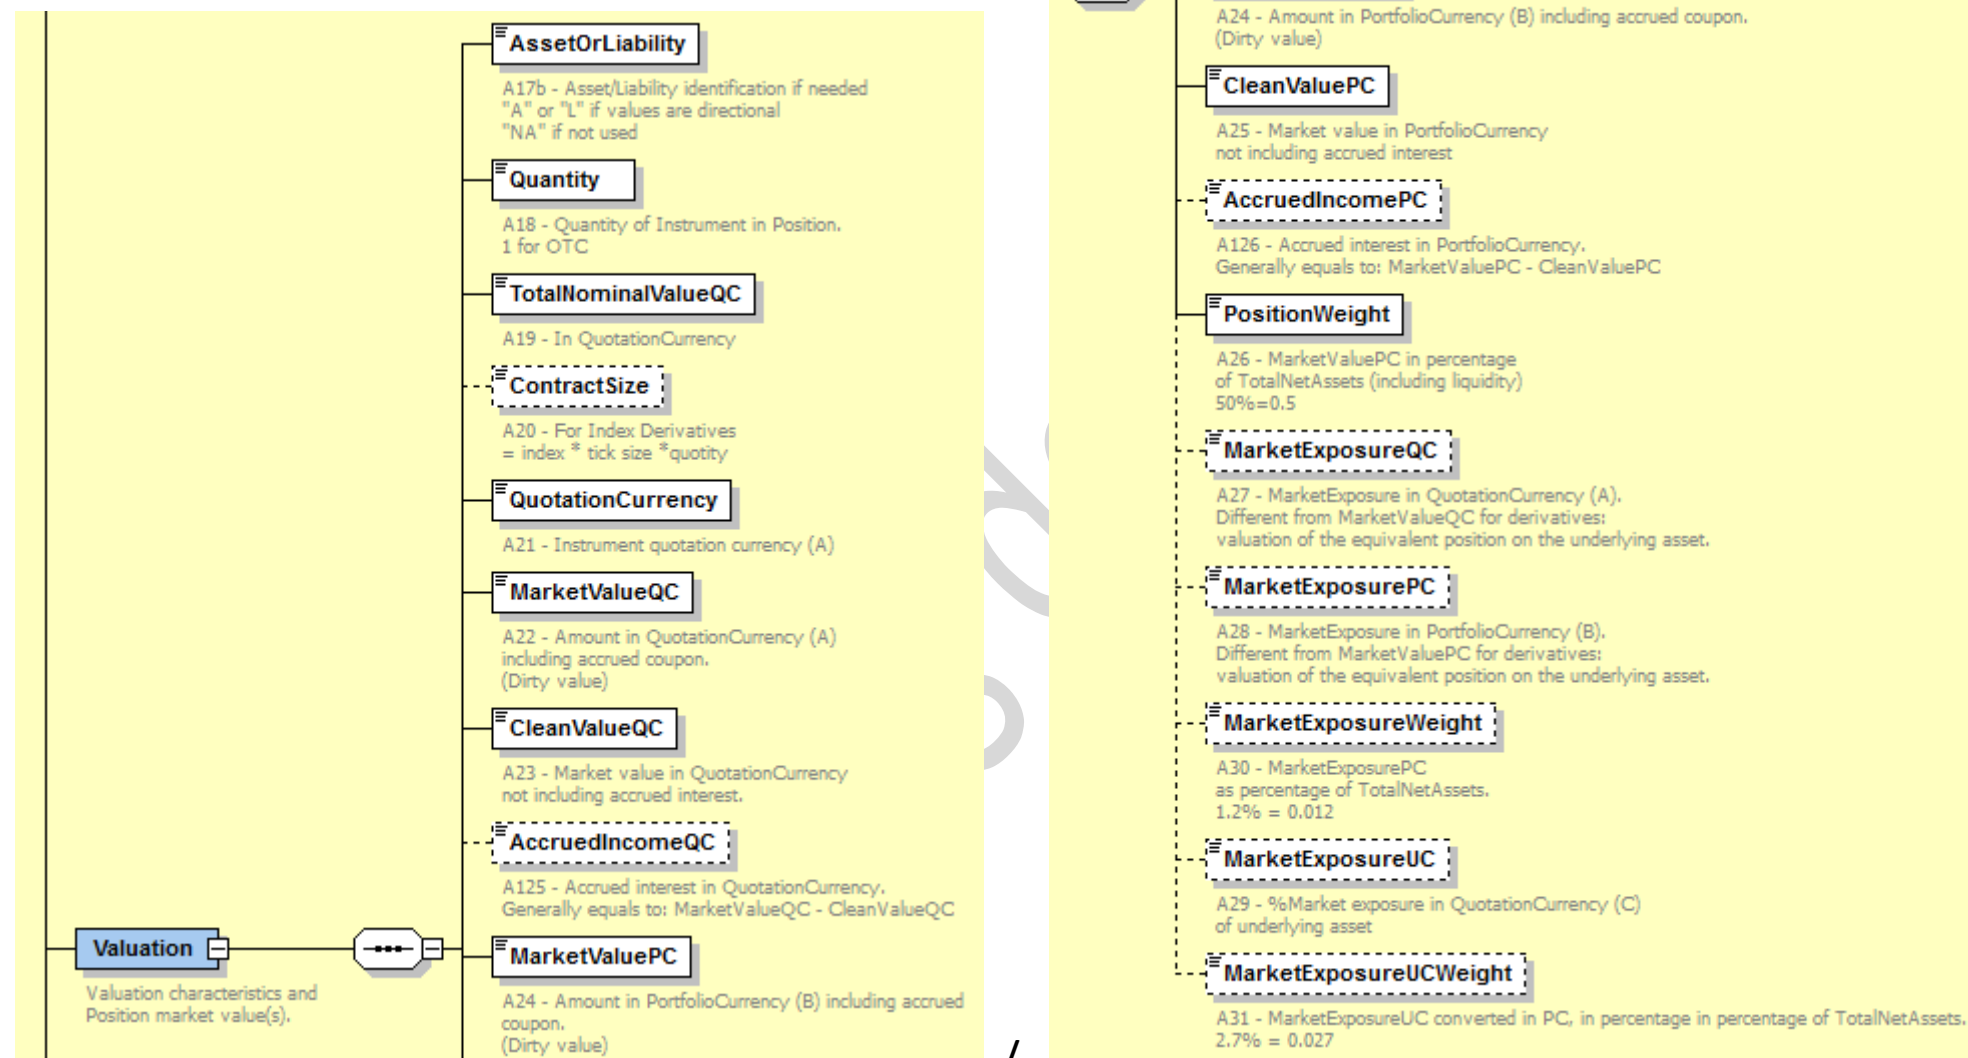 AssetOrLiability
A17b - Asset/Liability identification if needed
"A" or "L" if values are directional
"NA" if not used
Quantity
A18 - Quantity of Instrument in Position.
1 for OTC
TotalNominalValueQC
A19 - In QuotationCurrency
ContractSize
A20 - For Index Derivatives
= index * tick size *quotity
QuotationCurrency
A21 - Instrument quotation currency (A)
MarketValueQC
A22 - Amount in QuotationCurrency (A)
including accrued coupon.
(Dirty value)
CleanValueQC
A23 - Market value in QuotationCurrency
not including accrued interest.
AccruedIncomeQC
A125 - Accrued interest in QuotationCurrency.
Generally equals to: MarketValueQC - CleanValueQC
Valuation
Valuation characteristics and
Position market value(s).
MarketValuePC
A24 - Amount in PortfolioCurrency (B) including accrued
coupon.
(Dirty value)
/
A24 - Amount in PortfolioCurrency (B) including accrued coupon.
(Dirty value)
CleanValuePC
A25 - Market value in PortfolioCurrency
not including accrued interest
AccruedIncomePC
A126 - Accrued interest in PortfolioCurrency.
Generally equals to: MarketValuePC - CleanValuePC
PositionWeight
A26 - MarketValuePC in percentage
of TotalNetAssets (including liquidity)
50%=0.5
MarketExposureQC
A27 - MarketExposure in QuotationCurrency (A).
Different from MarketValueQC for derivatives:
valuation of the equivalent position on the underlying asset.
MarketExposurePC
A28 - MarketExposure in PortfolioCurrency (B).
Different from MarketValuePC for derivatives:
valuation of the equivalent position on the underlying asset.
MarketExposureWeight
A30 - MarketExposurePC
as percentage of TotalNetAssets.
1.2% = 0.012
MarketExposureUC
A29 - %Market exposure in QuotationCurrency (C)
of underlying asset
MarketExposureUCWeight
A31 - MarketExposureUC converted in PC, in percentage in percentage of TotalNetAssets.
2.7% = 0.027